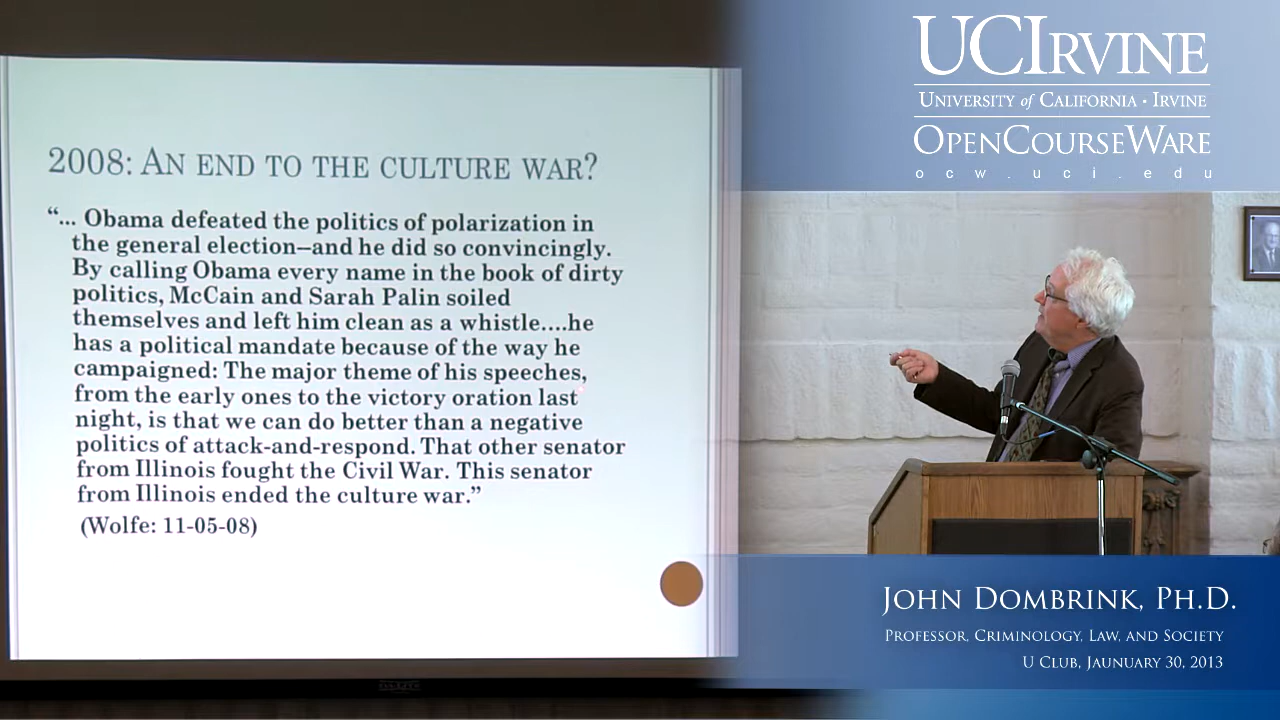 2008: AN END TO THE CULTURE WAR?
“... Obama defeated the politics of polarization in
the general election–and he did so convincingly.
By calling Obama every name in the book of dirty
politics, McCain and Sarah Palin soiled
themselves and left him clean as a whistle....he
has a political mandate because of the way he
campaigned: The major theme of his speeches,
from the early ones to the victory oration last
night, is that we can do better than a negative
politics of attack-and-respond. That other senator
from Illinois fought the Civil War. This senator
from Illinois ended the culture war.”
(Wolfe: 11-05-08)
UCIRVINE
UNIVERSITY of CALIFORNIA • IRVINE
OPENCOURSEWARE
ocw.uci.edu
JOHN DOMBRINK, PH.D.
PROFESSOR, CRIMINOLOGY, LAW, AND SOCIETY
U CLUB, JAUNUARY 30, 2013